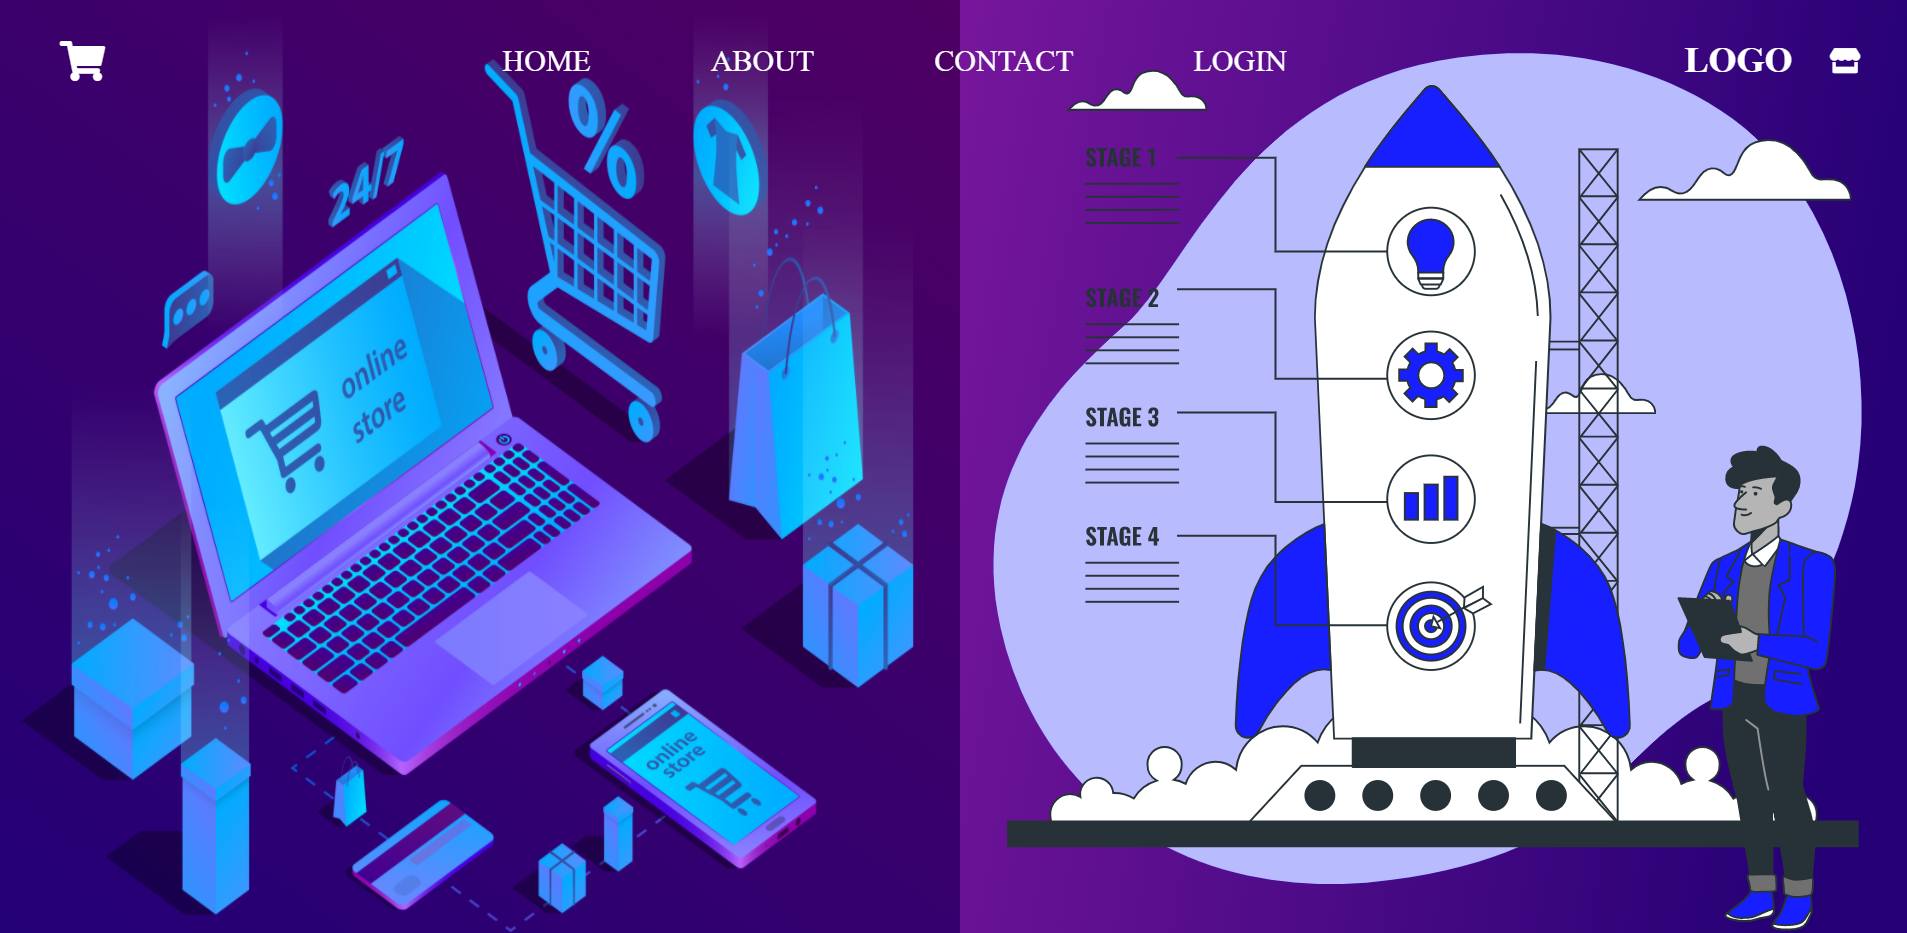 HOME
ABOUT
CONTACT
LOGIN
LOGO
24/7
%
online
store
online
store
STAGE 1
STAGE 2
STAGE 3
STAGE 4